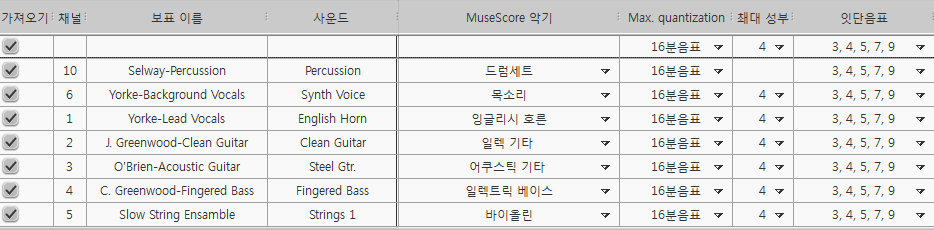 가져오기 채널 보표 이름 사운드 MuseScore 악기 Max. quantization 최대 성부 잇단음표
16분음표 4 3, 4, 5, 7, 9
10 Selway-Percussion Percussion 드럼세트 16분음표 3, 4, 5, 7, 9
6 Yorke-Background Vocals Synth Voice 목소리 16분음표 4 3, 4, 5, 7, 9
1 Yorke-Lead Vocals English Horn 잉글리시 호른 16분음표 4 3, 4, 5, 7, 9
2 J. Greenwood-Clean Guitar Clean Guitar 일렉 기타 16분음표 4 3, 4, 5, 7, 9
3 O'Brien-Acoustic Guitar Steel Gtr. 어쿠스틱 기타 16분음표 4 3, 4, 5, 7, 9
4 C. Greenwood-Fingered Bass Fingered Bass 일렉트릭 베이스 16분음표 4 3, 4, 5, 7, 9
5 Slow String Ensamble Strings 1 바이올린 16분음표 4 3, 4, 5, 7, 9